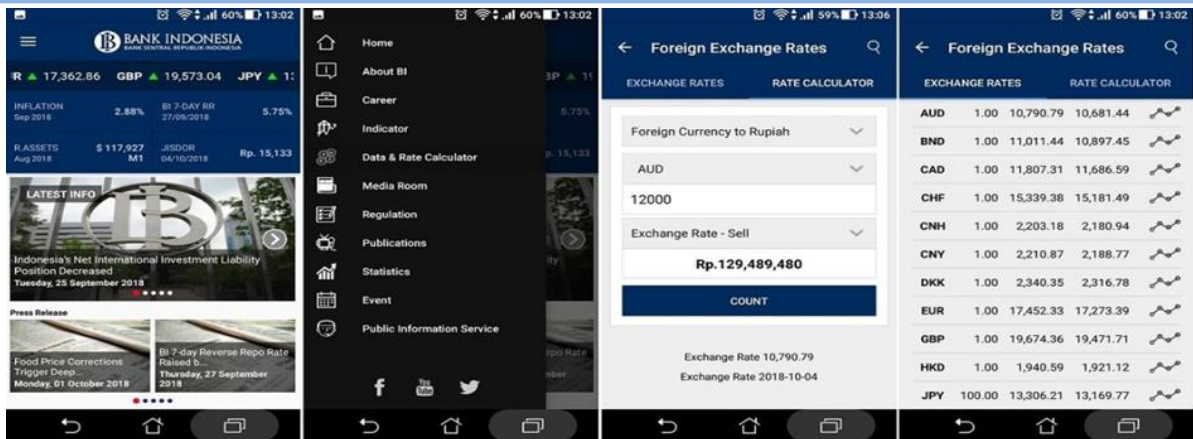 60% 13:02
BANK INDONESIA
BANK SENTRAL REPUBLIK INDONESIA
R ▲ 17,362.86 GBP ▲ 19,573.04 JPY ▲ 1
INFLATION
Sep 2018
2.88%
BI 7-DAY RR
27/09/2018
5.75%
R.ASSETS
Aug 2018
$ 117,927
M1
JISDOR
04/10/2018
Rp. 15,133
LATEST INFO
Indonesia's Net International Investment Liability
Position Decreased
Tuesday, 25 September 2018
Press Release
Food Price Corrections
Trigger Deep...
Monday, 01 October 2018
BI 7-day Reverse Repo Rate
Raised b...
Thursday, 27 September
2018
60% 13:02
Home
About BI
Career
Indicator
Data & Rate Calculator
Media Room
Regulation
Publications
Statistics
Event
Public Information Service
5.75%
15,133
f You Tube
59% 13:06
Foreign Exchange Rates
EXCHANGE RATES RATE CALCULATOR
Foreign Currency to Rupiah
AUD
12000
Exchange Rate - Sell
Rp.129,489,480
COUNT
Exchange Rate 10,790.79
Exchange Rate 2018-10-04
60% 13:02
Foreign Exchange Rates
EXCHANGE RATES RATE CALCULATOR
AUD 1.00 10,790.79 10,681.44
BND 1.00 11,011.44 10,897.45
CAD 1.00 11,807.31 11,686.59
CHF 1.00 15,339.38 15,181.49
CNH 1.00 2,203.18 2,180.94
CNY 1.00 2,210.87 2,188.77
DKK 1.00 2,340.35 2,316.78
EUR 1.00 17,452.33 17,273.39
GBP 1.00 19,674.36 19,471.71
HKD 1.00 1,940.59 1,921.12
JPY 100.00 13,306.21 13,169.77